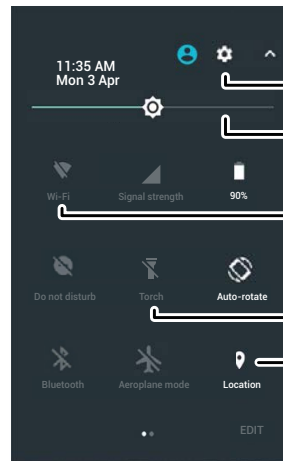 11:35 AM
Mon 3 Apr
Wi-Fi
Signal strength
90%
Do not disturb
Torch
Auto-rotate
Bluetooth
Aeroplane mode
Location
EDIT